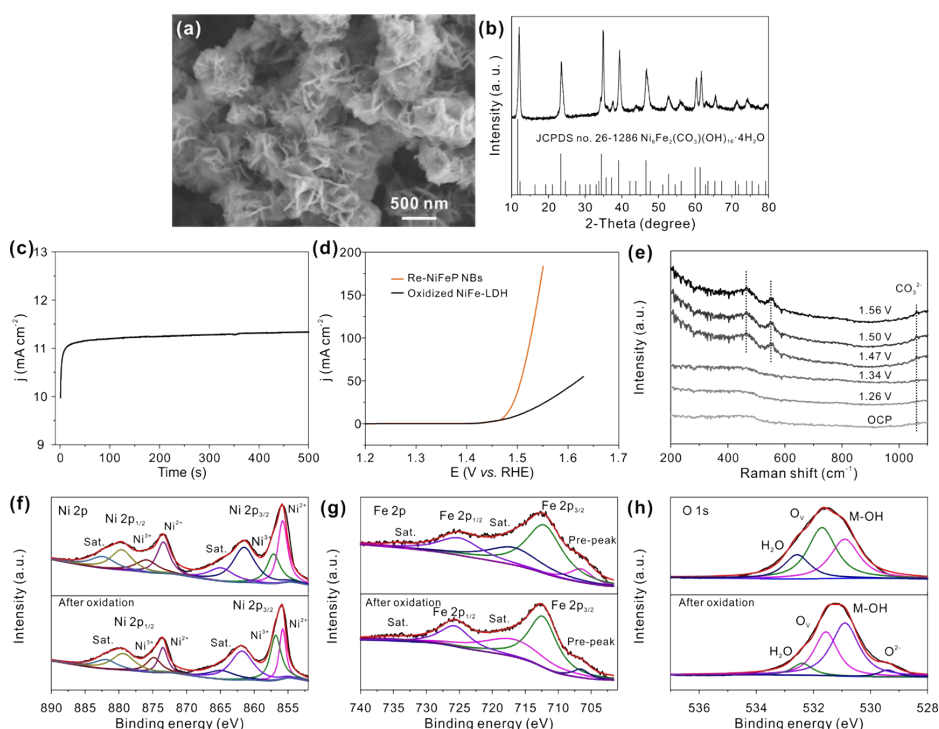 (a)
500 nm
(b)
Intensity (a. u.)
JCPDS no. 26-1286 Ni₆Fe₂(CO₃)(OH)₁₆·4H₂O
10 20 30 40 50 60 70 80
2-Theta (degree)
(c)
j (mA cm⁻²)
13
12
11
10
9
0 100 200 300 400 500
Time (s)
(d)
j (mA cm⁻²)
200
150
100
50
0
Re-NiFeP NBs
Oxidized NiFe-LDH
1.2 1.3 1.4 1.5 1.6 1.7
E (V vs. RHE)
(e)
Intensity (a.u.)
CO₃²⁻
1.56 V
1.50 V
1.47 V
1.34 V
1.26 V
OCP
200 400 600 800 1000
Raman shift (cm⁻¹)
(f)
Intensity (a.u.)
Ni 2p
Ni 2p₁/₂
Ni²⁺
Ni³⁺
Sat.
Ni 2p₃/₂
Ni²⁺
Ni³⁺
Sat.
After oxidation
Ni 2p₁/₂
Ni³⁺
Ni²⁺
Sat.
Ni 2p₃/₂
Ni²⁺
Ni³⁺
Sat.
890 885 880 875 870 865 860 855
Binding energy (eV)
(g)
Intensity (a.u.)
Fe 2p
Sat.
Fe 2p₁/₂
Sat.
Fe 2p₃/₂
Pre-peak
After oxidation
Sat.
Fe 2p₁/₂
Sat.
Fe 2p₃/₂
Pre-peak
740 735 730 725 720 715 710 705
Binding energy (eV)
(h)
Intensity (a.u.)
O 1s
Oᵥ
M-OH
H₂O
After oxidation
Oᵥ
M-OH
H₂O
O²⁻
536 534 532 530 528
Binding energy (eV)